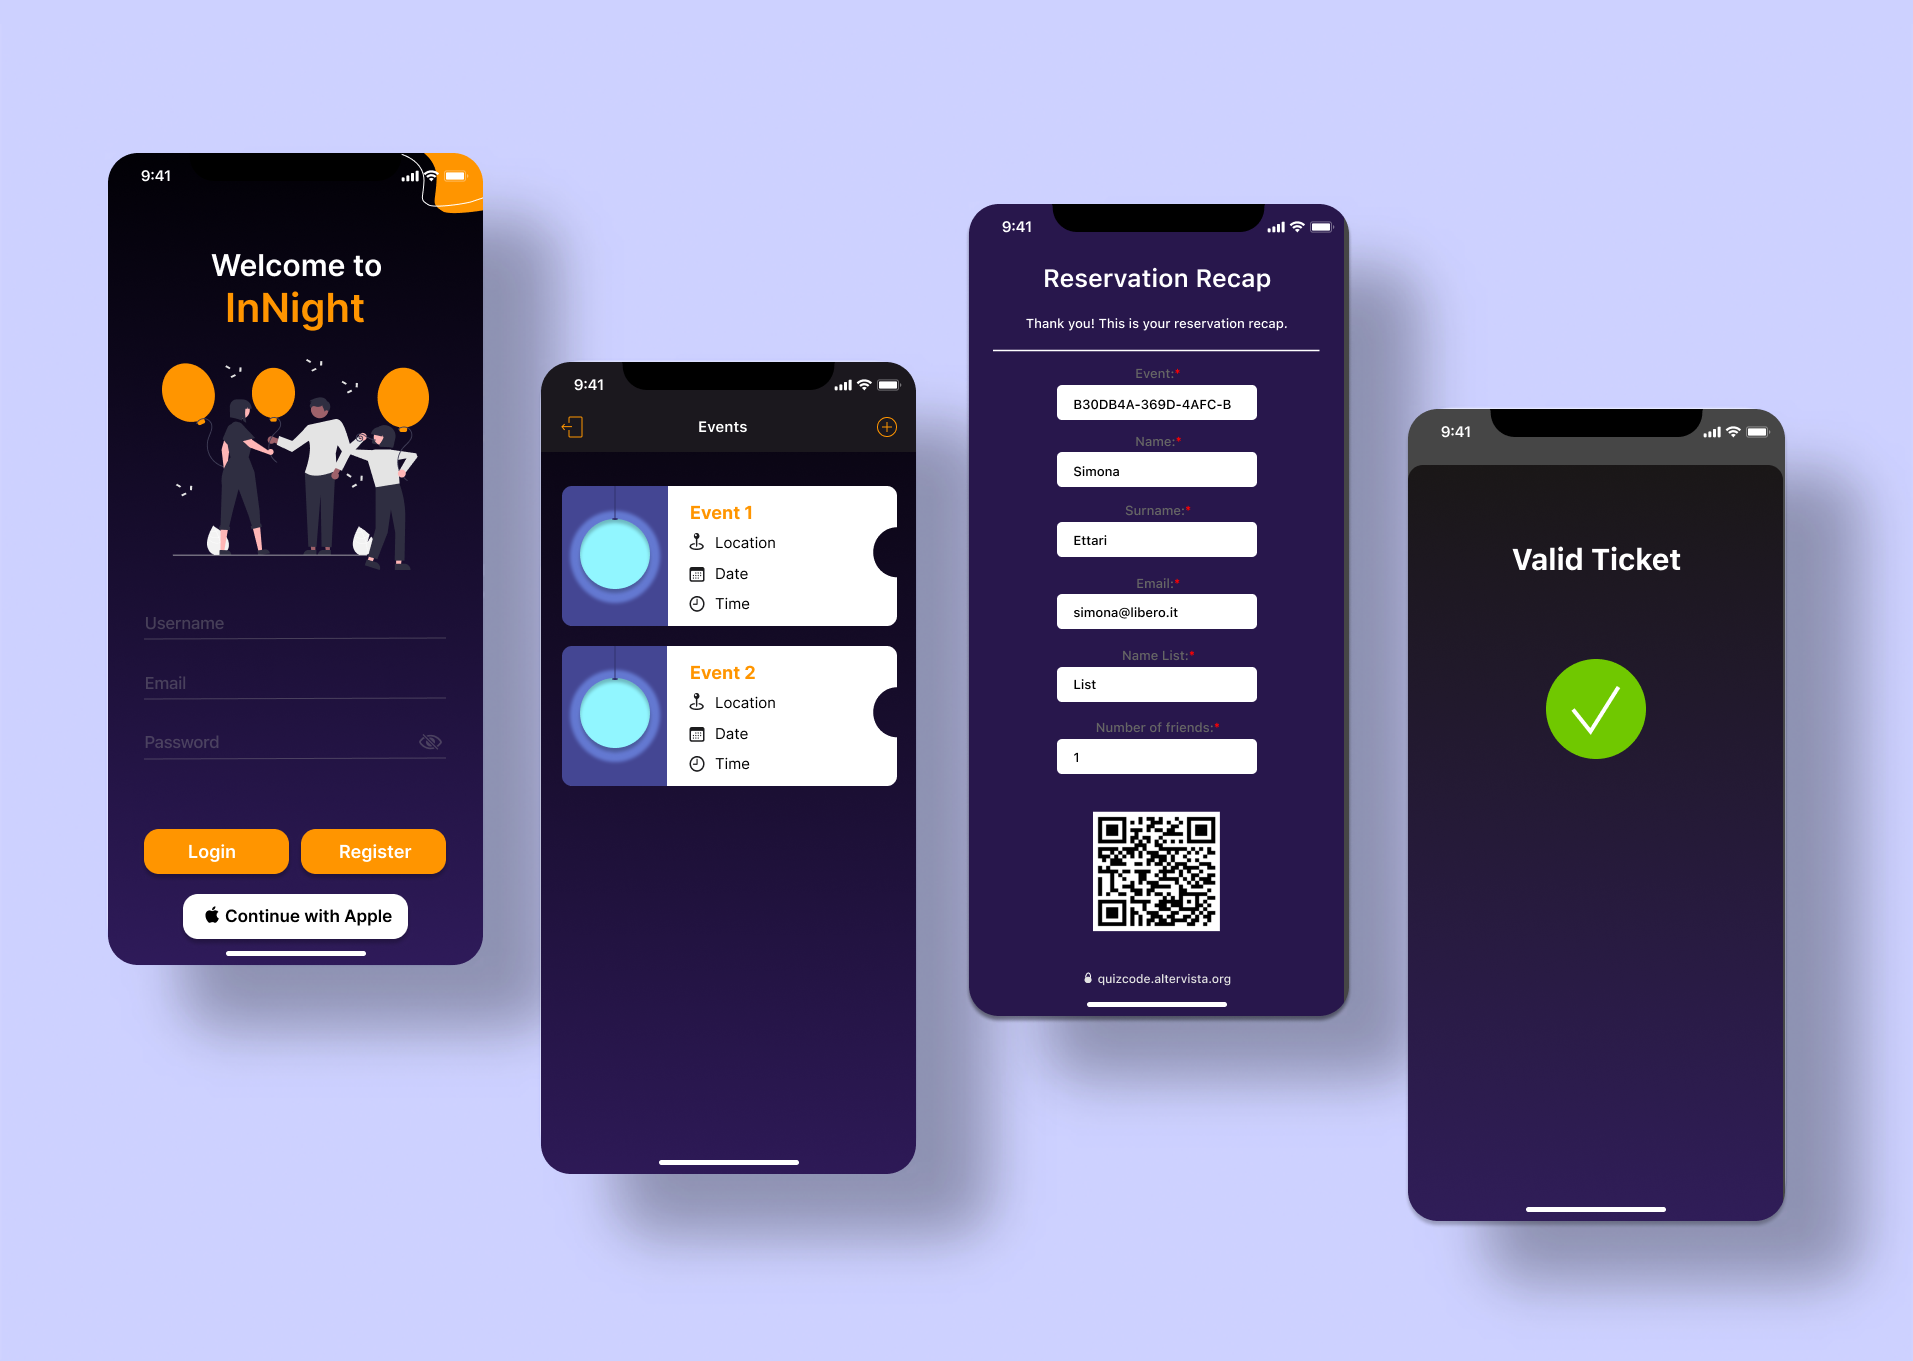 9:41
Welcome to
InNight
Username
Email
Password
Login
Register
Continue with Apple
9:41
Events
Event 1
Location
Date
Time
Event 2
Location
Date
Time
9:41
Reservation Recap
Thank you! This is your reservation recap.
Event:*
B30DB4A-369D-4AFC-B
Name:*
Simona
Surname:*
Ettari
Email:*
simona@libero.it
Name List:*
List
Number of friends:*
1
quizcode.altervista.org
9:41
Valid Ticket